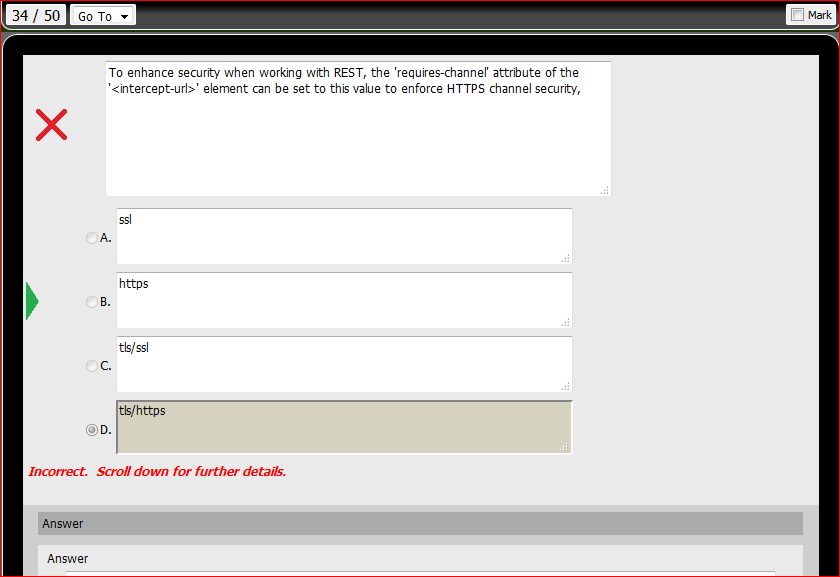 34 / 50 Go To Mark
To enhance security when working with REST, the 'requires-channel' attribute of the
'<intercept-url>' element can be set to this value to enforce HTTPS channel security,
ssl
A.
https
B.
tls/ssl
C.
tls/https
D.
Incorrect. Scroll down for further details.
Answer
Answer